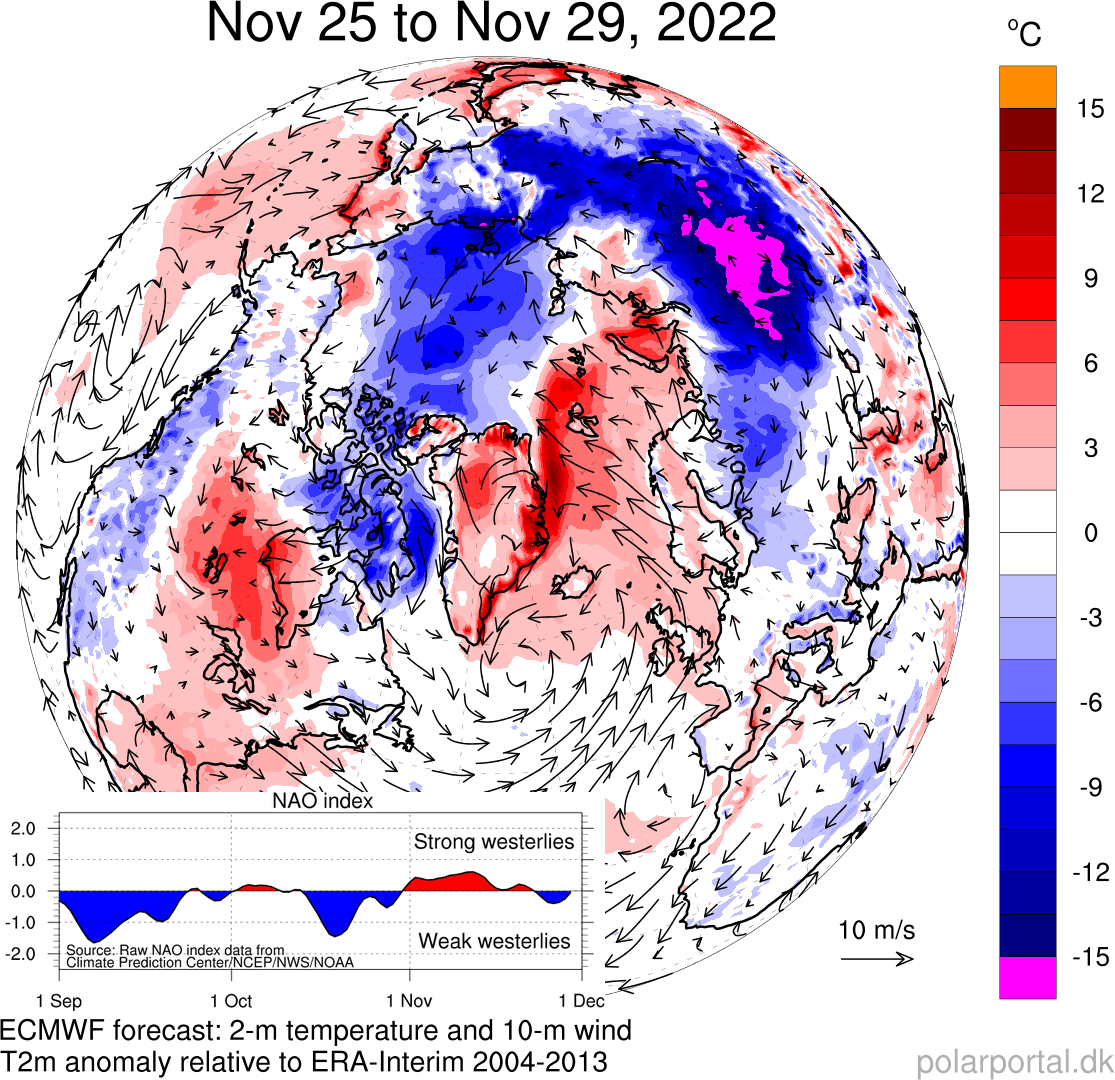 Nov 25 to Nov 29, 2022
°C
15
12
9
6
3
0
-3
-6
-9
-12
-15
10 m/s
NAO index
2.0
1.0
0.0
-1.0
-2.0
Strong westerlies
Weak westerlies
Source: Raw NAO index data from
Climate Prediction Center/NCEP/NWS/NOAA
1 Sep 1 Oct 1 Nov 1 Dec
ECMWF forecast: 2-m temperature and 10-m wind
T2m anomaly relative to ERA-Interim 2004-2013
polarportal.dk